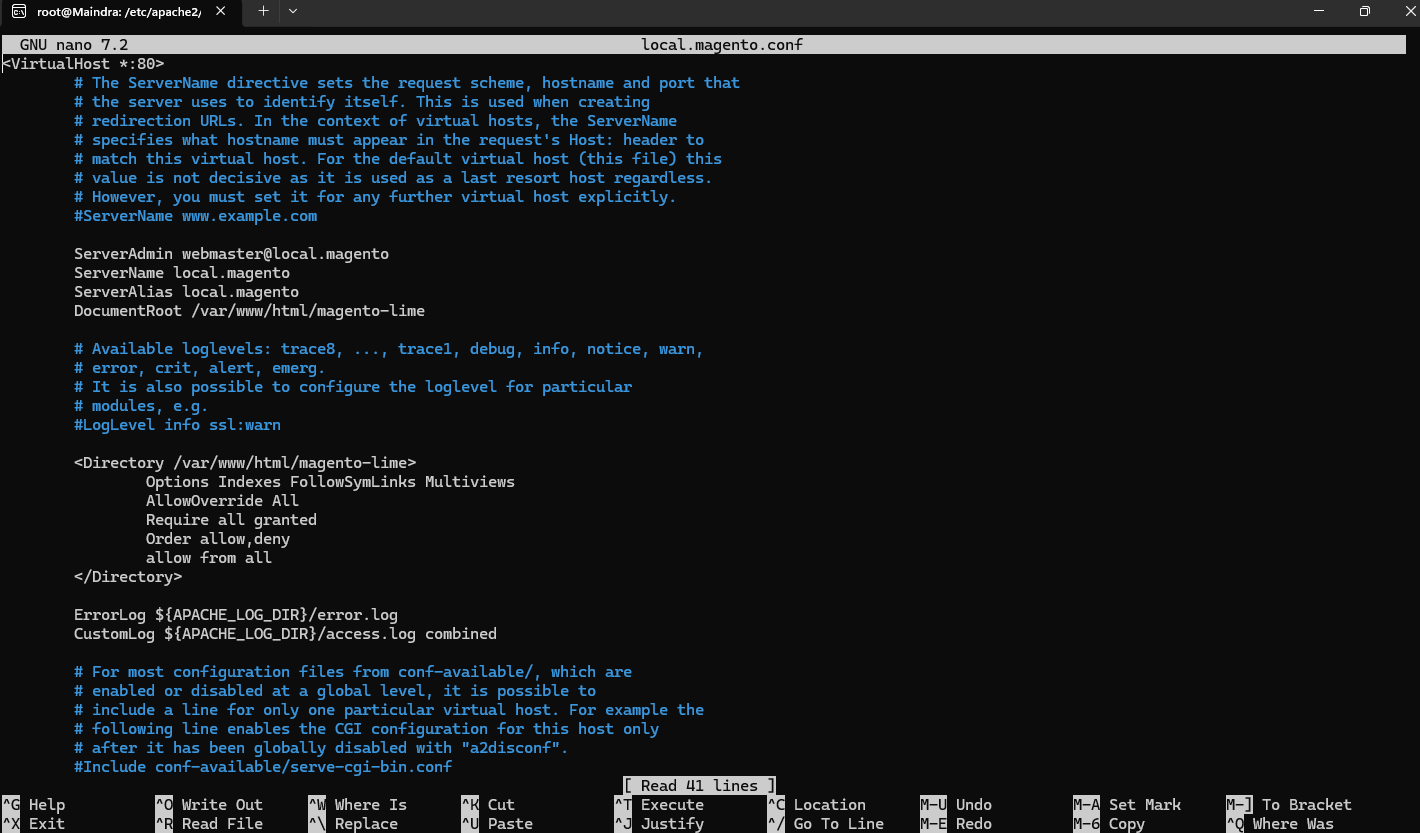 root@Maindra: /etc/apache2/
GNU nano 7.2 local.magento.conf
<VirtualHost *:80>
# The ServerName directive sets the request scheme, hostname and port that
# the server uses to identify itself. This is used when creating
# redirection URLs. In the context of virtual hosts, the ServerName
# specifies what hostname must appear in the request's Host: header to
# match this virtual host. For the default virtual host (this file) this
# value is not decisive as it is used as a last resort host regardless.
# However, you must set it for any further virtual host explicitly.
#ServerName www.example.com
ServerAdmin webmaster@local.magento
ServerName local.magento
ServerAlias local.magento
DocumentRoot /var/www/html/magento-lime
# Available loglevels: trace8, ..., trace1, debug, info, notice, warn,
# error, crit, alert, emerg.
# It is also possible to configure the loglevel for particular
# modules, e.g.
#LogLevel info ssl:warn
<Directory /var/www/html/magento-lime>
Options Indexes FollowSymLinks Multiviews
AllowOverride All
Require all granted
Order allow,deny
allow from all
</Directory>
ErrorLog ${APACHE_LOG_DIR}/error.log
CustomLog ${APACHE_LOG_DIR}/access.log combined
# For most configuration files from conf-available/, which are
# enabled or disabled at a global level, it is possible to
# include a line for only one particular virtual host. For example the
# following line enables the CGI configuration for this host only
# after it has been globally disabled with "a2disconf".
#Include conf-available/serve-cgi-bin.conf
[ Read 41 lines ]
^G Help ^O Write Out ^W Where Is ^K Cut ^T Execute ^C Location M-U Undo M-A Set Mark M-] To Bracket
^X Exit ^R Read File ^\ Replace ^U Paste ^J Justify ^/ Go To Line M-E Redo M-6 Copy ^Q Where Was